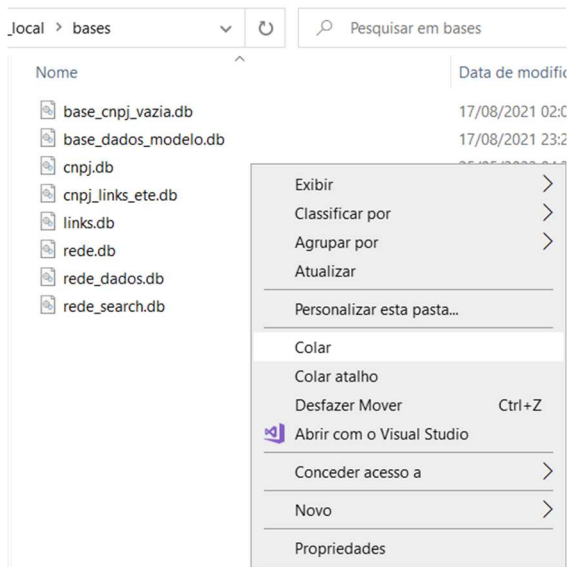 _local > bases
Pesquisar em bases
Nome
Data de modific
base_cnpj_vazia.db
17/08/2021 02:0
base_dados_modelo.db
17/08/2021 23:2
cnpj.db
cnpj_links_ete.db
links.db
rede.db
rede_dados.db
rede_search.db
Exibir
Classificar por
Agrupar por
Atualizar
Personalizar esta pasta...
Colar
Colar atalho
Desfazer Mover Ctrl+Z
Abrir com o Visual Studio
Conceder acesso a
Novo
Propriedades